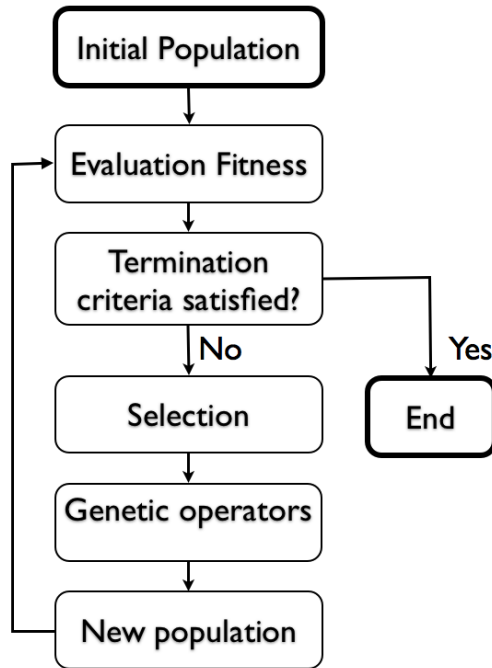 Initial Population
Evaluation Fitness
Termination
criteria satisfied?
No
Yes
Selection
End
Genetic operators
New population